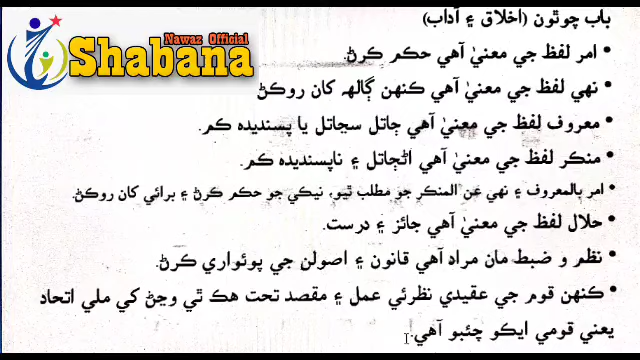 باب چوٿون (اخلاق ۽ آداب)
Nawaz Official
Shabana
• امر لفظ جي معنيٰ آهي حڪم ڪرڻ.
• نهي لفظ جي معنيٰ آهي ڪنهن ڳالهہ کان روڪڻ
• معروف لفظ جي معنيٰ آهي ڄاتل سڃاتل يا پسنديده ڪم.
• منڪر لفظ جي معنيٰ آهي اڻڄاتل ۽ ناپسنديده ڪم.
• امر بالمعروف ۽ نهي عن المنڪر جو مطلب ٿيو، نيڪي جو حڪم ڪرڻ ۽ برائي کان روڪڻ.
• حلال لفظ جي معنيٰ آهي جائز ۽ درست.
• نظم و ضبط مان مراد آهي قانون ۽ اصولن جي پوئواري ڪرڻ.
• ڪنهن قوم جي عقيدي نظرئي عمل ۽ مقصد تحت هڪ ٿي وڃڻ کي ملي اتحاد
يعني قومي ايڪو چئبو آهي.